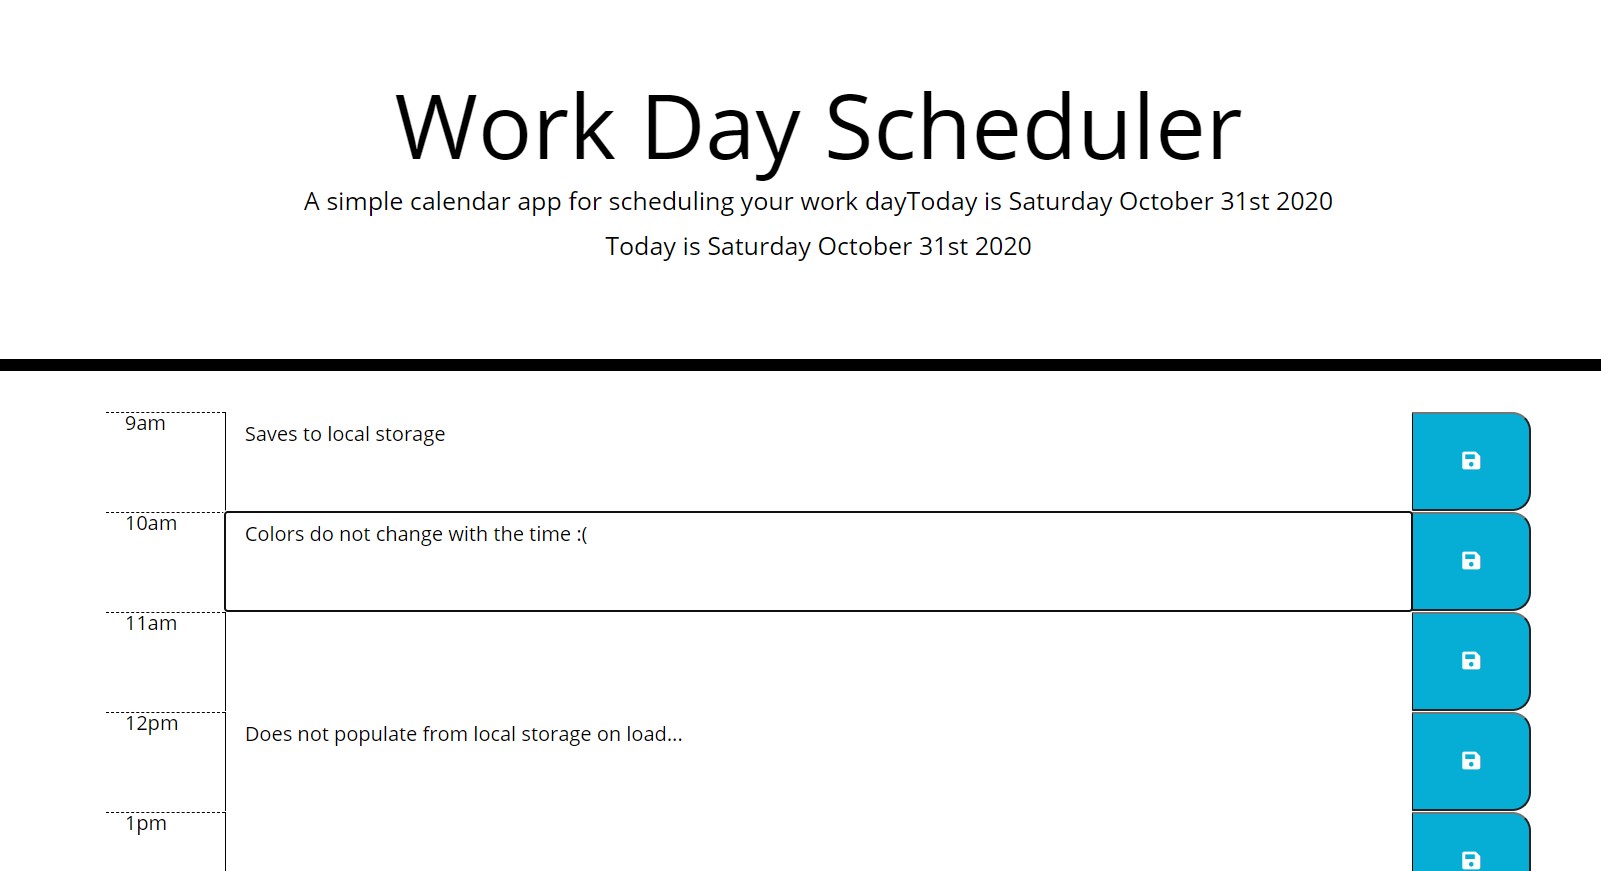 Work Day Scheduler
A simple calendar app for scheduling your work dayToday is Saturday October 31st 2020
Today is Saturday October 31st 2020
9am
Saves to local storage
10am
Colors do not change with the time :(
11am
12pm
Does not populate from local storage on load...
1pm